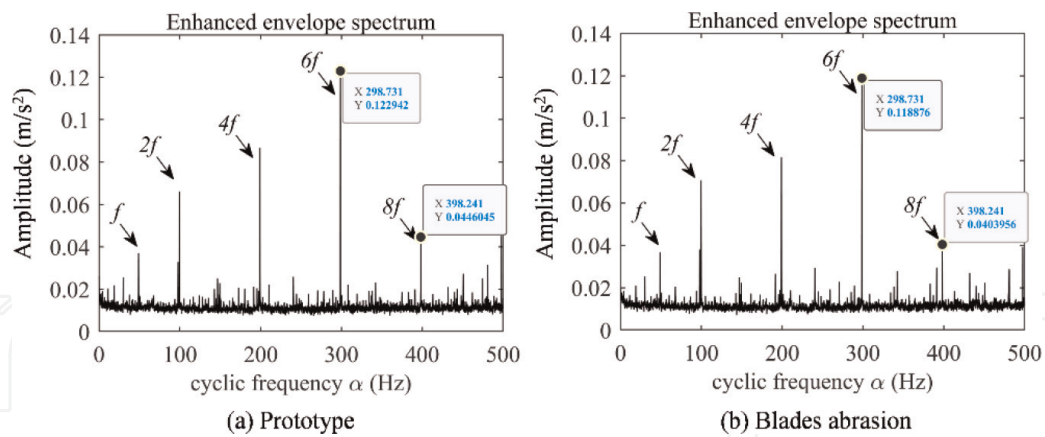 Enhanced envelope spectrum
0.14
0.12
0.1
0.08
0.06
0.04
0.02
0
Amplitude (m/s²)
f
2f
4f
6f
8f
X 298.731
Y 0.122942
X 398.241
Y 0.0446045
0 100 200 300 400 500
cyclic frequency α (Hz)
(a) Prototype
Enhanced envelope spectrum
0.14
0.12
0.1
0.08
0.06
0.04
0.02
0
Amplitude (m/s²)
f
2f
4f
6f
8f
X 298.731
Y 0.118876
X 398.241
Y 0.0403956
0 100 200 300 400 500
cyclic frequency α (Hz)
(b) Blades abrasion